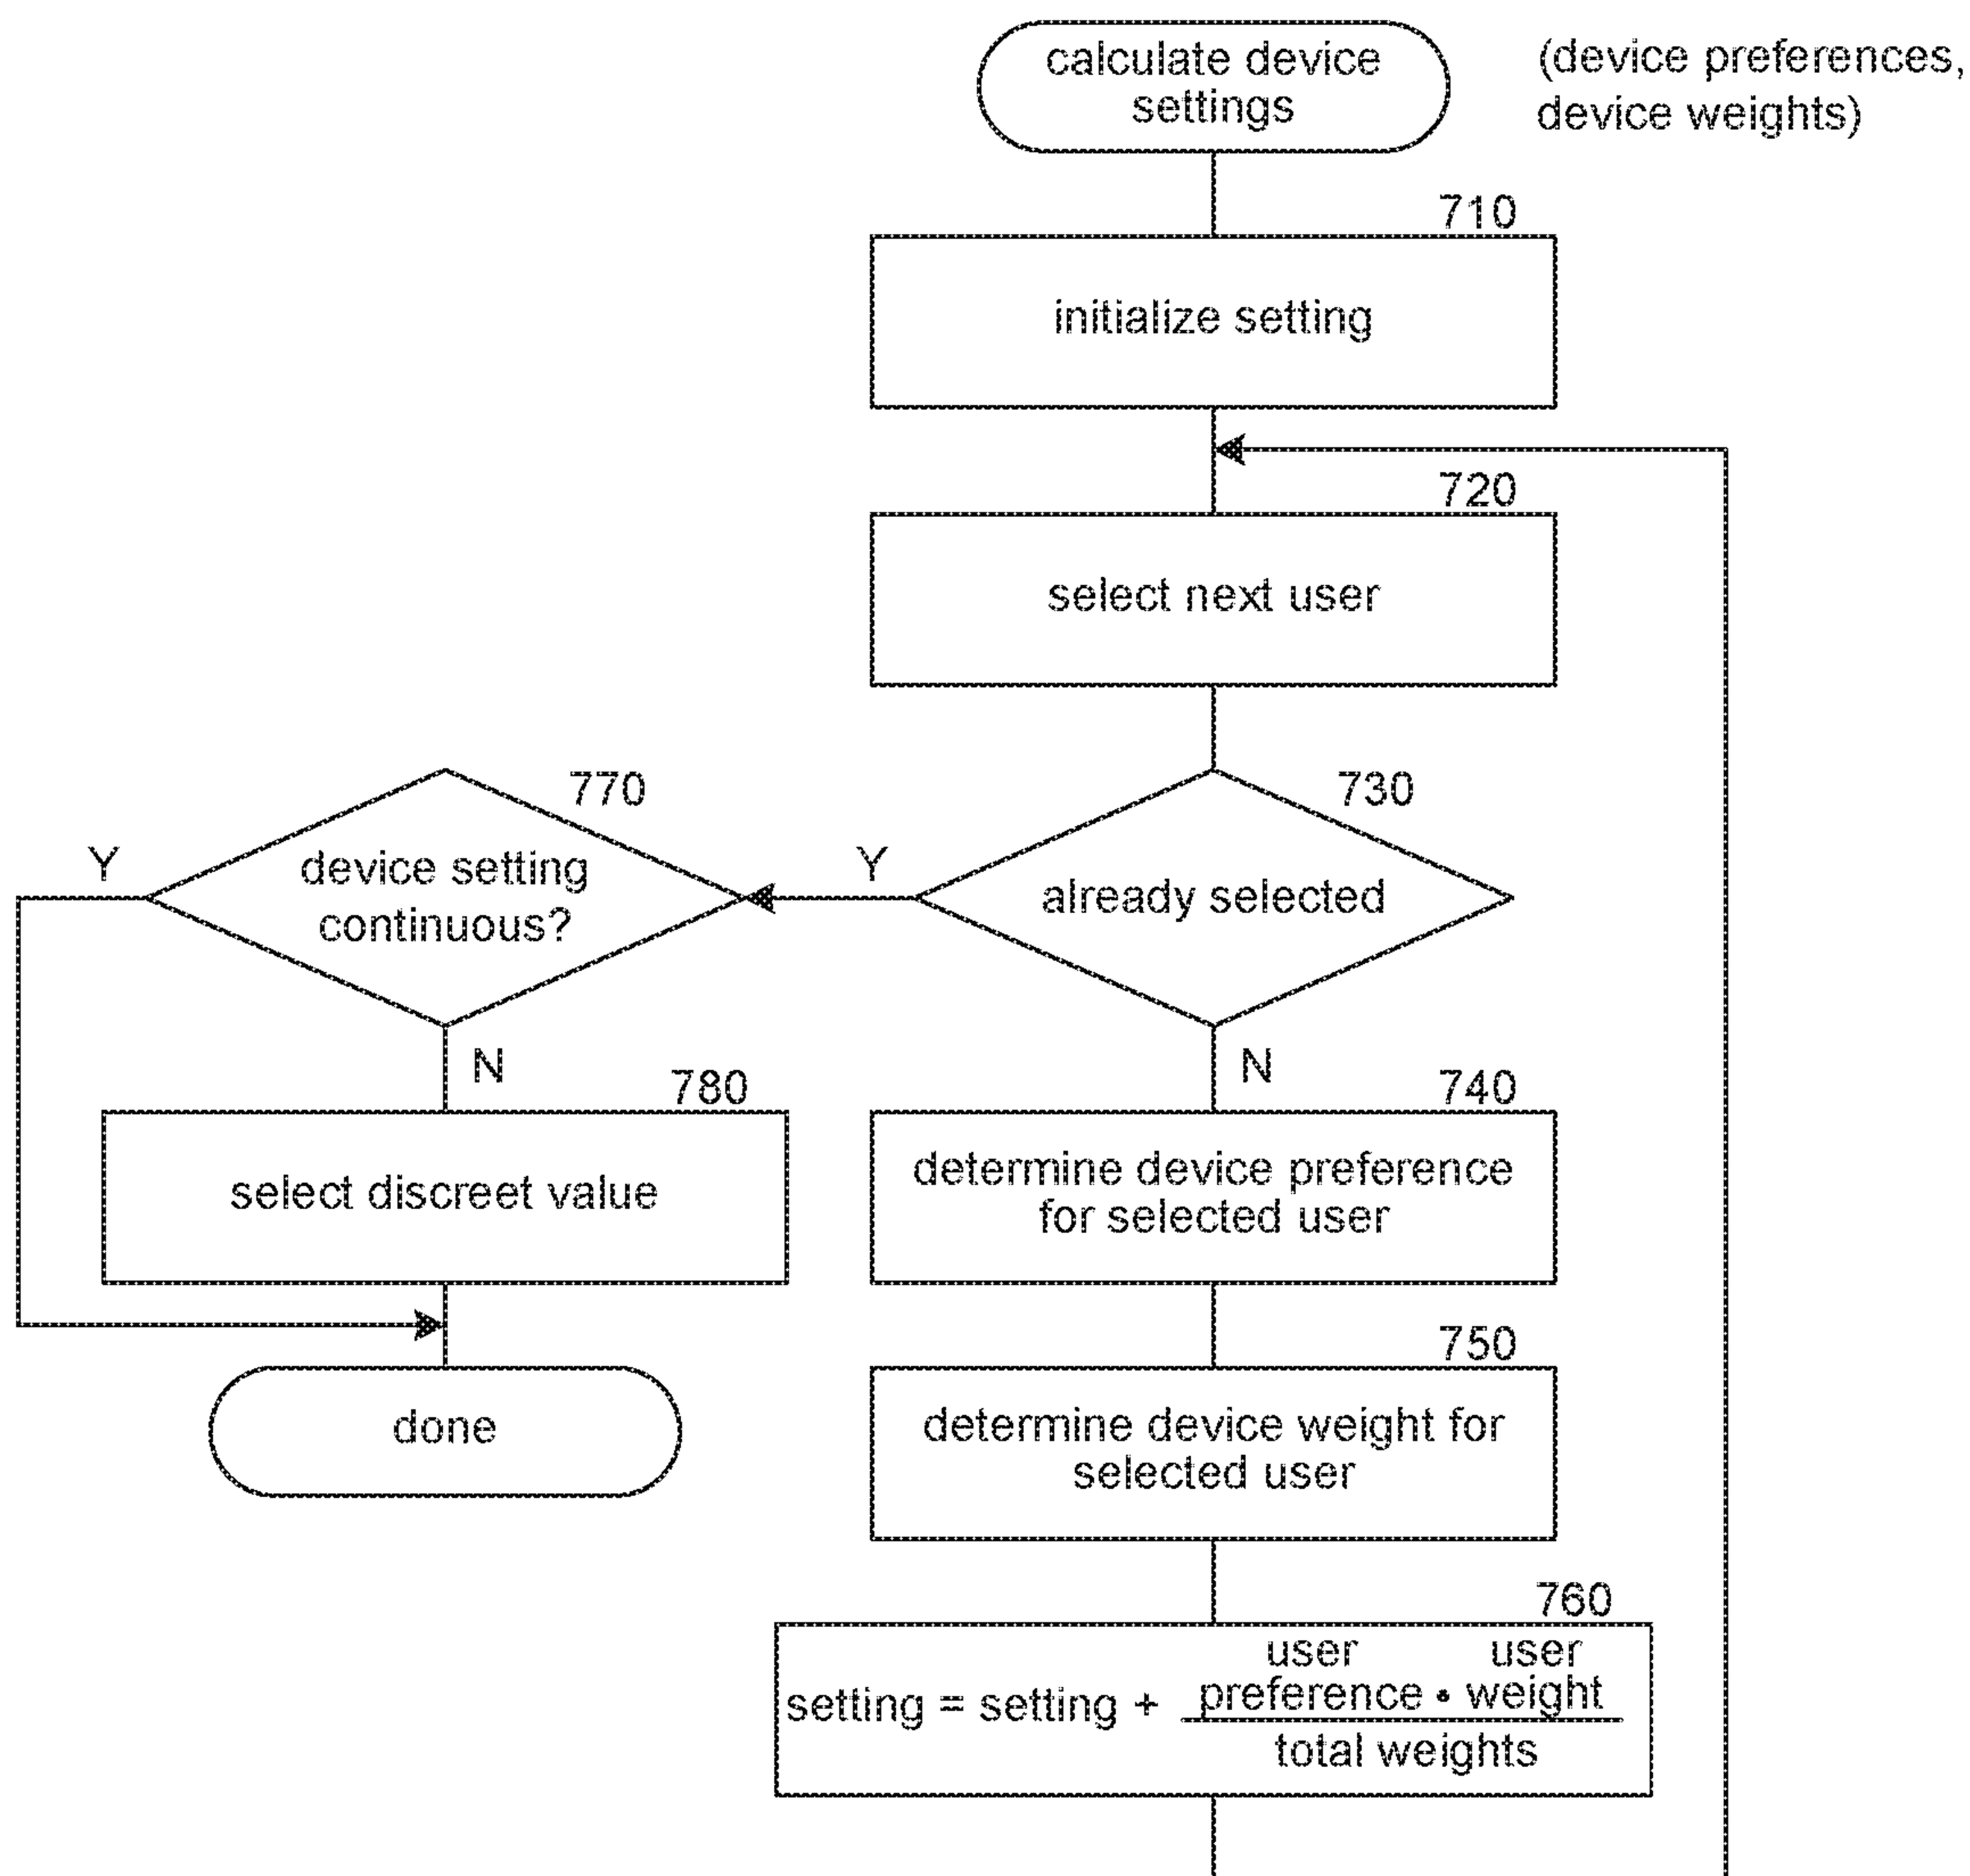 calculate device
settings
(device preferences,
device weights)
710
initialize setting
720
select next user
730
already selected
Y
N
770
device setting
continuous?
Y
N
780
select discreet value
done
740
determine device preference
for selected user
750
determine device weight for
selected user
760
user user
setting = setting + preference • weight
total weights